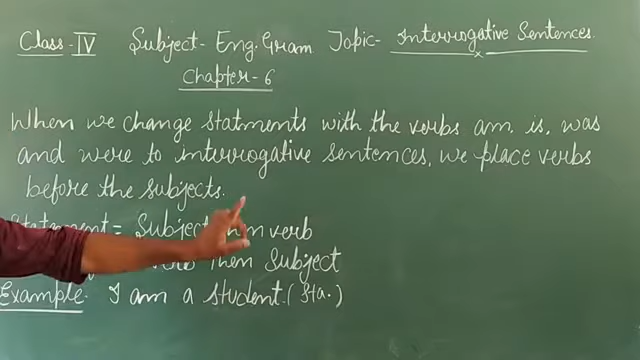 Class-IV Subject- Eng. Gram Topic- Interrogative Sentences.
Chapter-6
When we change statments with the verbs am. is. was
and were to interrogative sentences, we place verbs
before the subjects.
= Subject verb
then Subject
Example- I am a student. (Sta.)